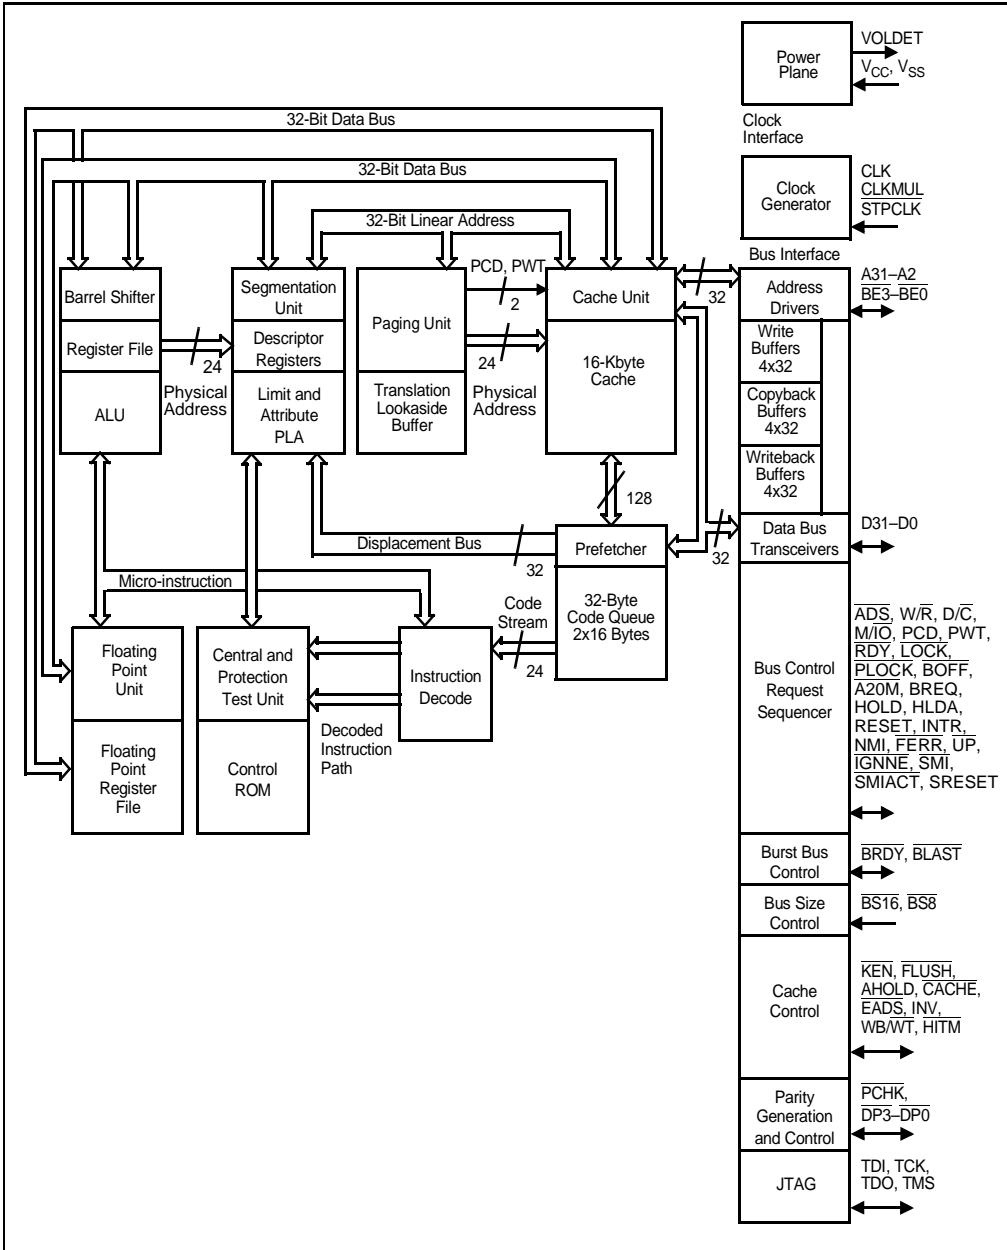 Power
Plane
VOLDET
VCC, VSS
Clock
Interface
Clock
Generator
CLK
CLKMUL
STPCLK
32-Bit Data Bus
32-Bit Data Bus
32-Bit Linear Address
Bus Interface
Barrel Shifter
Register File
ALU
24
Physical
Address
Segmentation
Unit
Descriptor
Registers
Limit and
Attribute
PLA
Paging Unit
Translation
Lookaside
Buffer
PCD, PWT
2
24
Physical
Address
Cache Unit
16-Kbyte
Cache
32
128
Address
Drivers
A31–A2
BE3–BE0
Write
Buffers
4x32
Copyback
Buffers
4x32
Writeback
Buffers
4x32
Data Bus
Transceivers
D31–D0
32
Displacement Bus
32
Prefetcher
32-Byte
Code Queue
2x16 Bytes
Micro-instruction
Code
Stream
24
Floating
Point
Unit
Floating
Point
Register
File
Central and
Protection
Test Unit
Control
ROM
Instruction
Decode
Decoded
Instruction
Path
Bus Control
Request
Sequencer
ADS, W/R, D/C,
M/IO, PCD, PWT,
RDY, LOCK,
PLOCK, BOFF,
A20M, BREQ,
HOLD, HLDA,
RESET, INTR,
NMI, FERR, UP,
IGNNE, SMI,
SMIACT, SRESET
Burst Bus
Control
BRDY, BLAST
Bus Size
Control
BS16, BS8
Cache
Control
KEN, FLUSH,
AHOLD, CACHE,
EADS, INV,
WB/WT, HITM
Parity
Generation
and Control
PCHK,
DP3–DP0
JTAG
TDI, TCK,
TDO, TMS